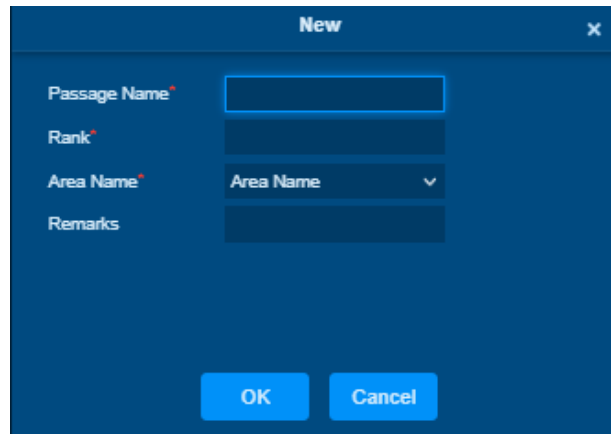 New
Passage Name*
Rank*
Area Name* Area Name
Remarks
OK Cancel